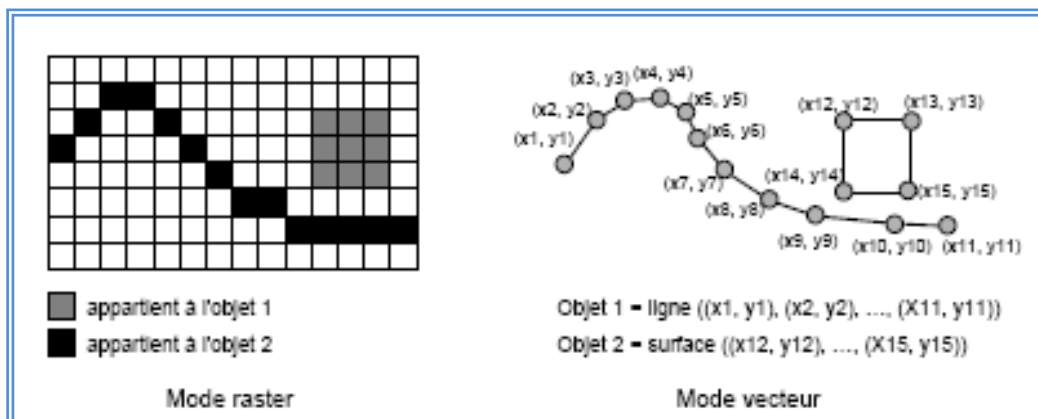 (x3, y3)
(x4, y4)
(x2, y2)
(x5, y5)
(x12, y12)
(x13, y13)
(x1, y1)
(x6, y6)
(x7, y7)
(x14, y14)
(x15, y15)
(x8, y8)
(x9, y9)
(x10, y10)
(x11, y11)
appartient à l'objet 1
appartient à l'objet 2
Mode raster
Objet 1 = ligne ((x1, y1), (x2, y2), ..., (X11, y11))
Objet 2 = surface ((x12, y12), ..., (X15, y15))
Mode vecteur